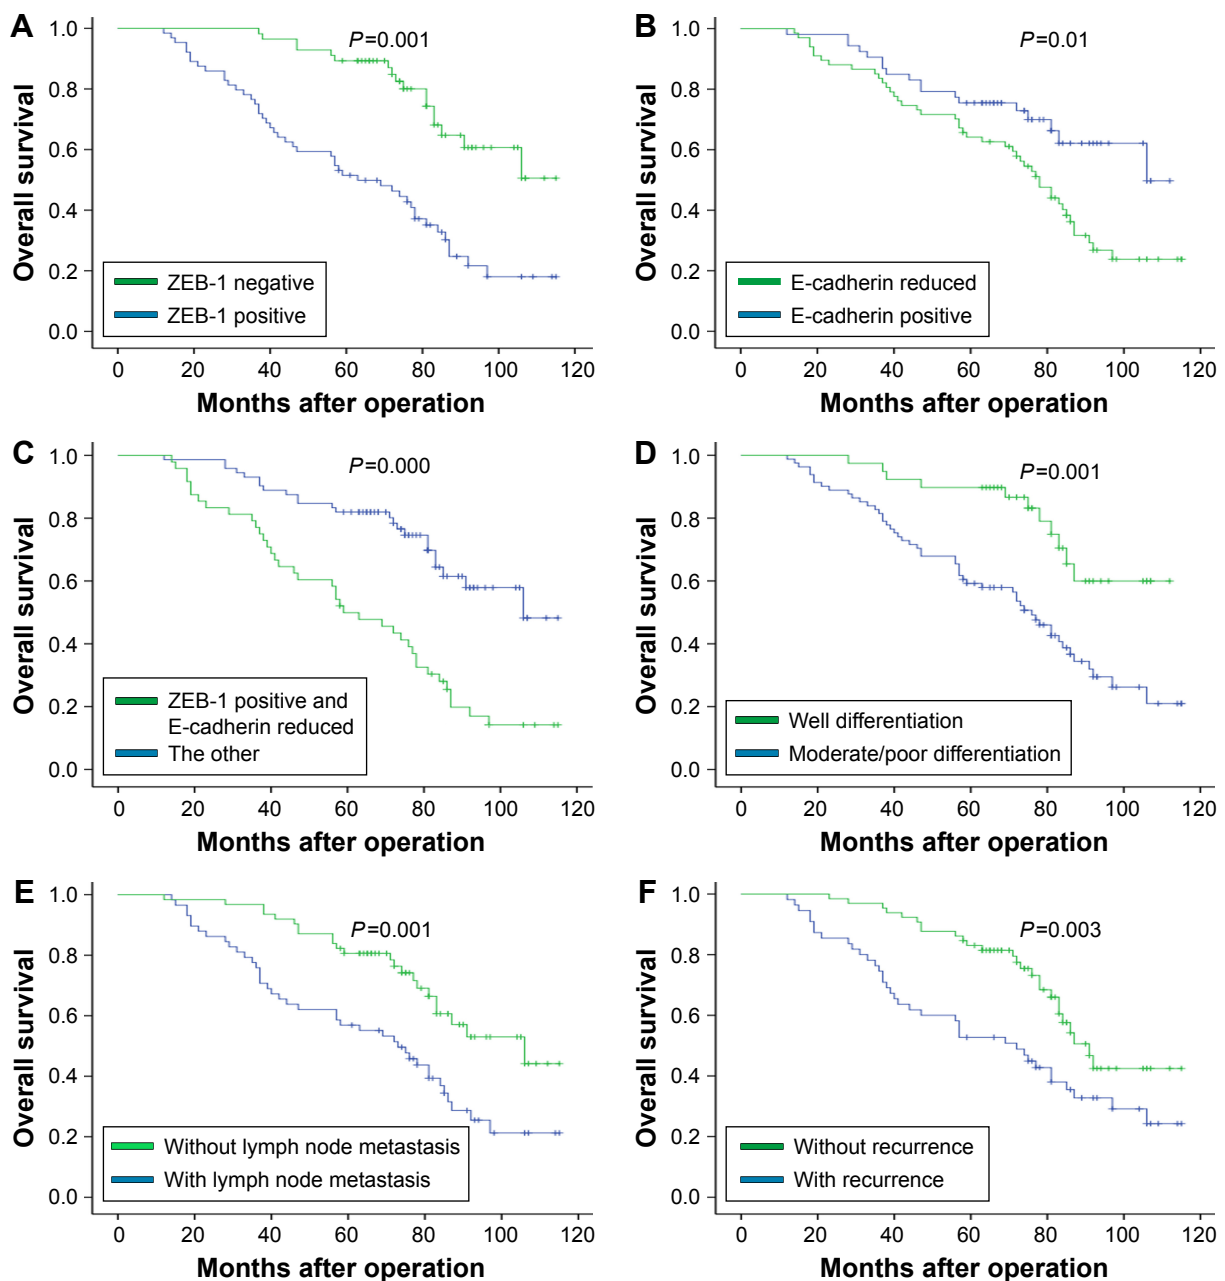 A
P=0.001
Overall survival
1.0
0.8
0.6
0.4
0.2
0.0
ZEB-1 negative
ZEB-1 positive
0 20 40 60 80 100 120
Months after operation
B
P=0.01
Overall survival
1.0
0.8
0.6
0.4
0.2
0.0
E-cadherin reduced
E-cadherin positive
0 20 40 60 80 100 120
Months after operation
C
P=0.000
Overall survival
1.0
0.8
0.6
0.4
0.2
0.0
ZEB-1 positive and
E-cadherin reduced
The other
0 20 40 60 80 100 120
Months after operation
D
P=0.001
Overall survival
1.0
0.8
0.6
0.4
0.2
0.0
Well differentiation
Moderate/poor differentiation
0 20 40 60 80 100 120
Months after operation
E
P=0.001
Overall survival
1.0
0.8
0.6
0.4
0.2
0.0
Without lymph node metastasis
With lymph node metastasis
0 20 40 60 80 100 120
Months after operation
F
P=0.003
Overall survival
1.0
0.8
0.6
0.4
0.2
0.0
Without recurrence
With recurrence
0 20 40 60 80 100 120
Months after operation